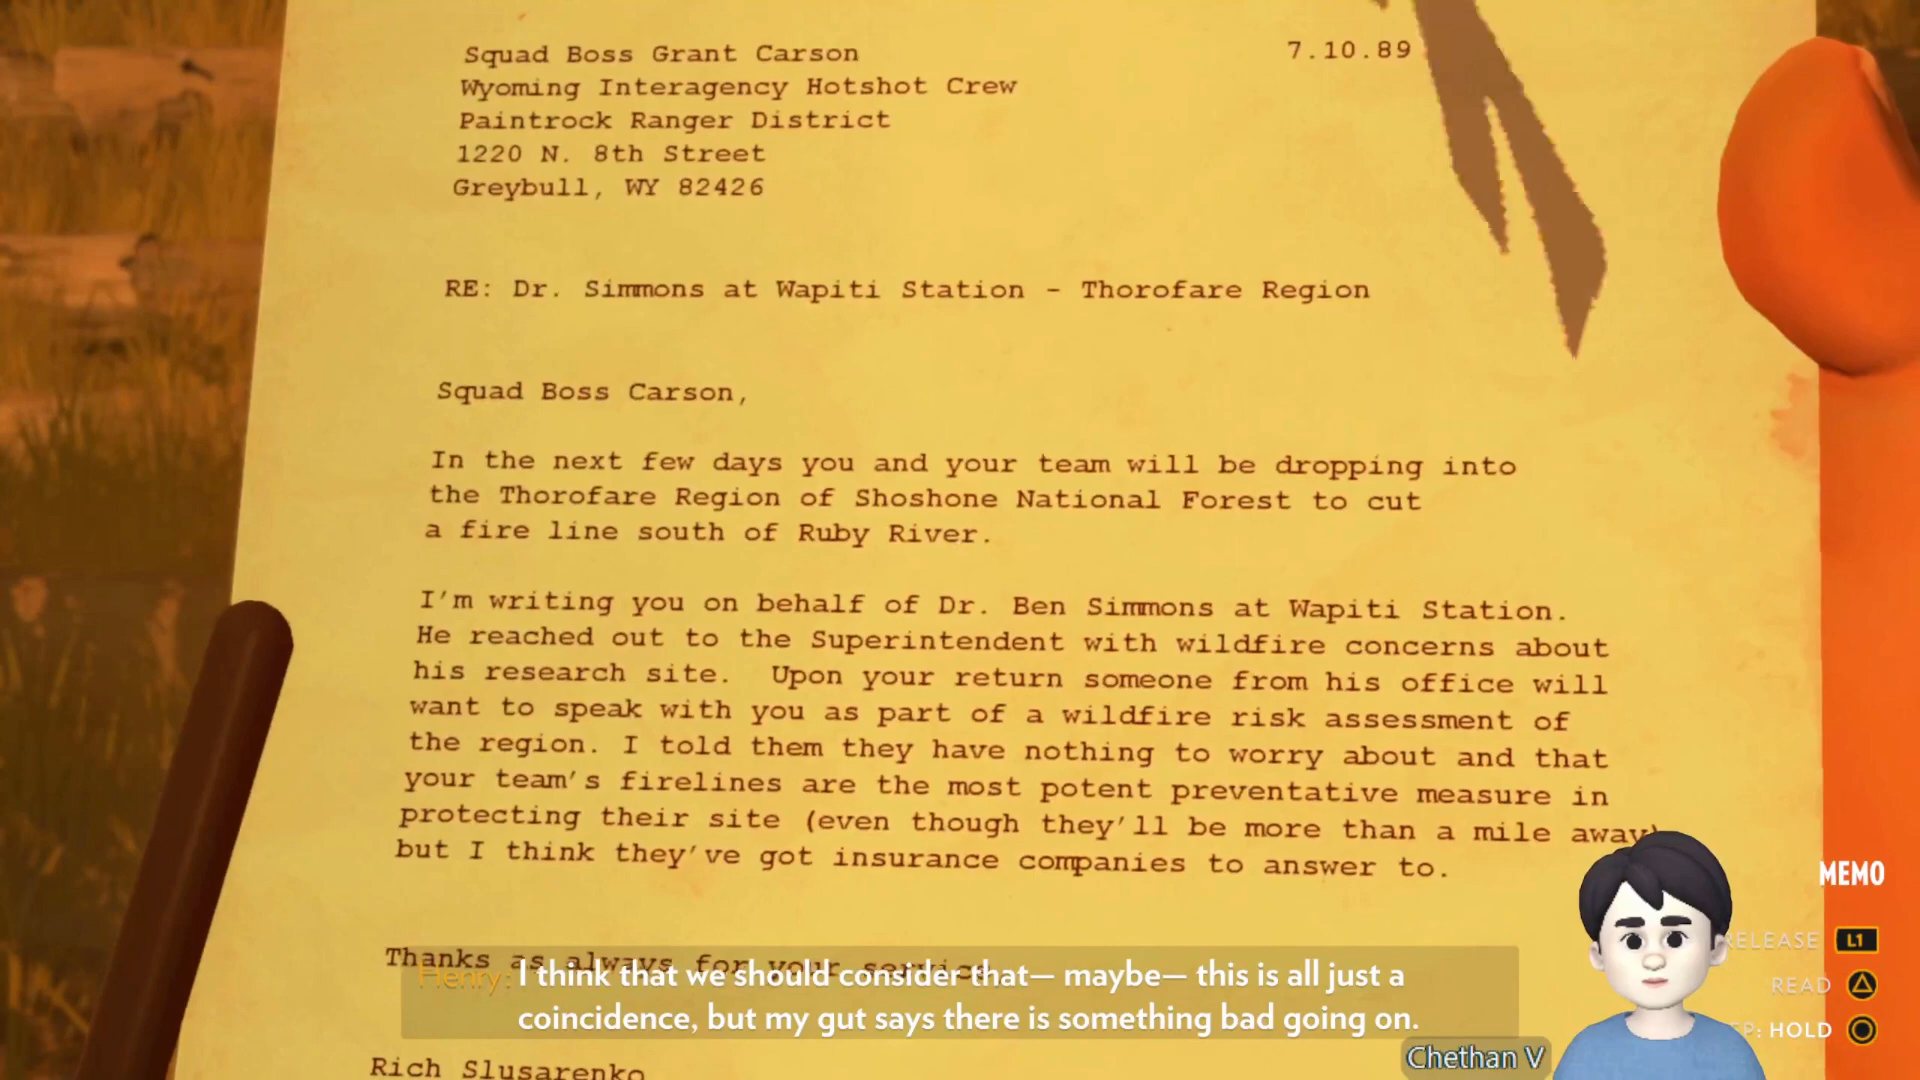 Squad Boss Grant Carson 7.10.89
Wyoming Interagency Hotshot Crew
Paintrock Ranger District
1220 N. 8th Street
Greybull, WY 82426
RE: Dr. Simmons at Wapiti Station - Thorofare Region
Squad Boss Carson,
In the next few days you and your team will be dropping into
the Thorofare Region of Shoshone National Forest to cut
a fire line south of Ruby River.
I'm writing you on behalf of Dr. Ben Simmons at Wapiti Station.
He reached out to the Superintendent with wildfire concerns about
his research site. Upon your return someone from his office will
want to speak with you as part of a wildfire risk assessment of
the region. I told them they have nothing to worry about and that
your team's firelines are the most potent preventative measure in
protecting their site (even though they'll be more than a mile away)
but I think they've got insurance companies to answer to.
Thanks as always for your service
Henry: I think that we should consider that— maybe— this is all just a
coincidence, but my gut says there is something bad going on.
Rich Slusarenko
MEMO
RELEASE L1
READ
: HOLD
Chethan V